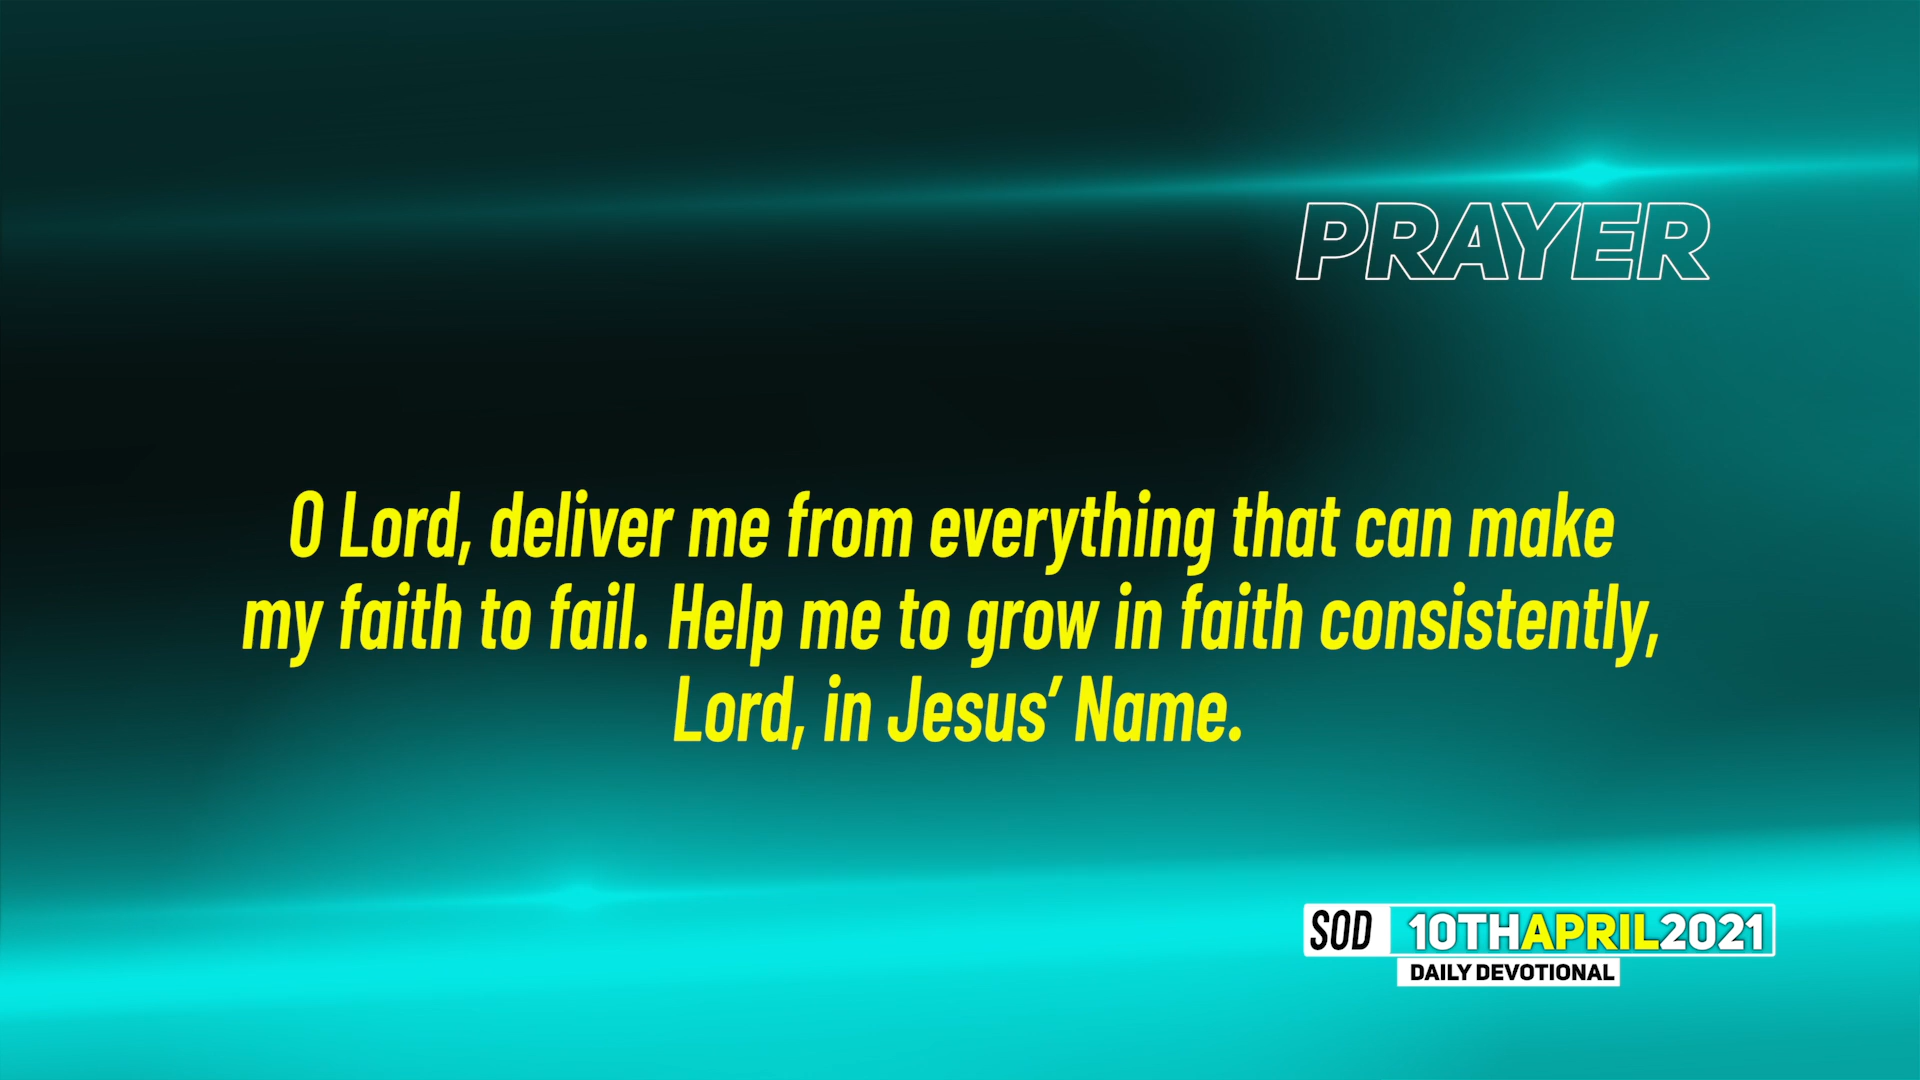 PRAYER
O Lord, deliver me from everything that can make
my faith to fail. Help me to grow in faith consistently,
Lord, in Jesus’ Name.
SOD 10THAPRIL2021
DAILY DEVOTIONAL